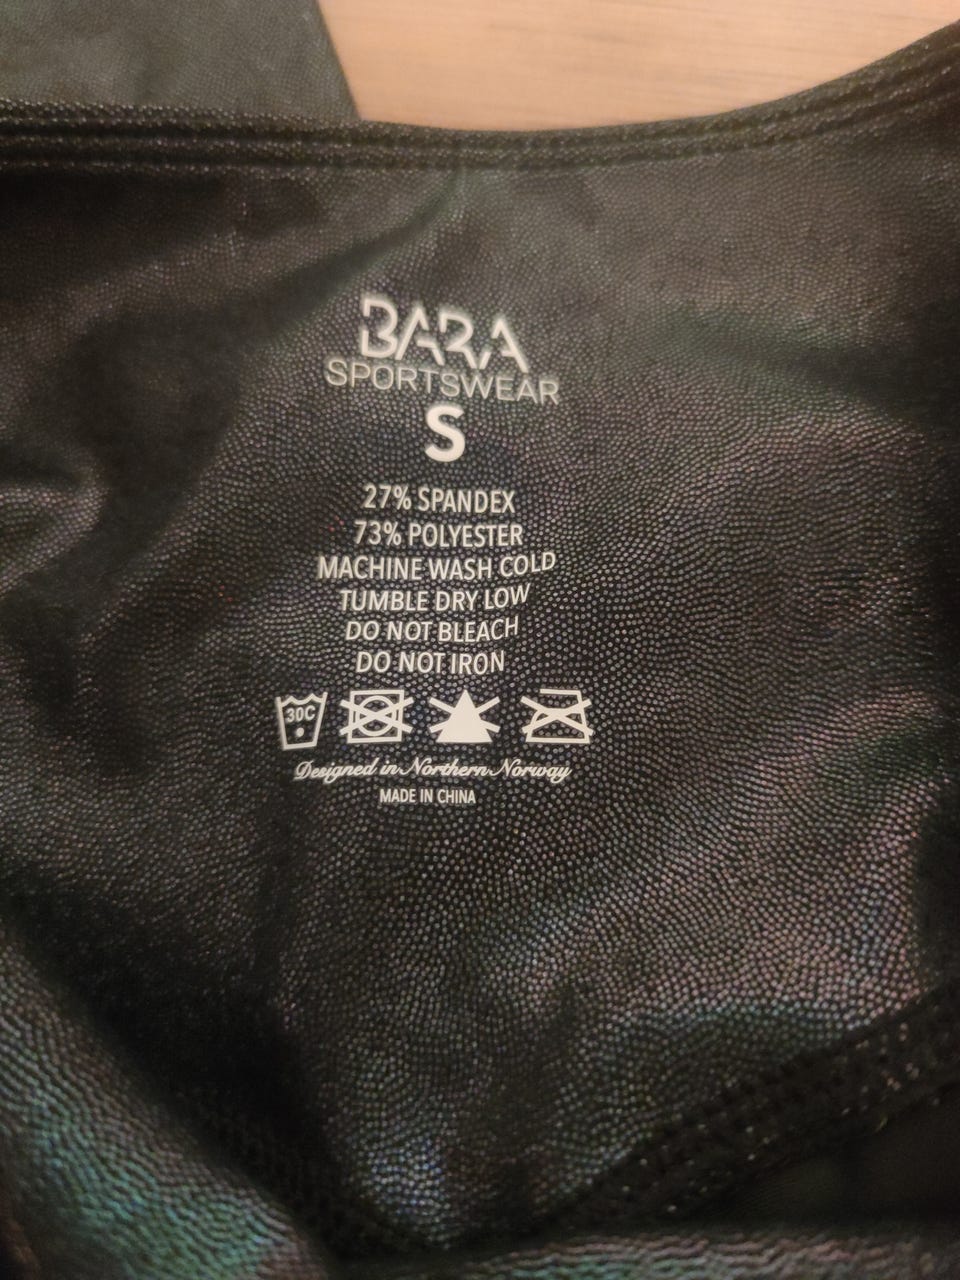 BARA
SPORTSWEAR
S
27% SPANDEX
73% POLYESTER
MACHINE WASH COLD
TUMBLE DRY LOW
DO NOT BLEACH
DO NOT IRON
30C
Designed in Northern Norway
MADE IN CHINA